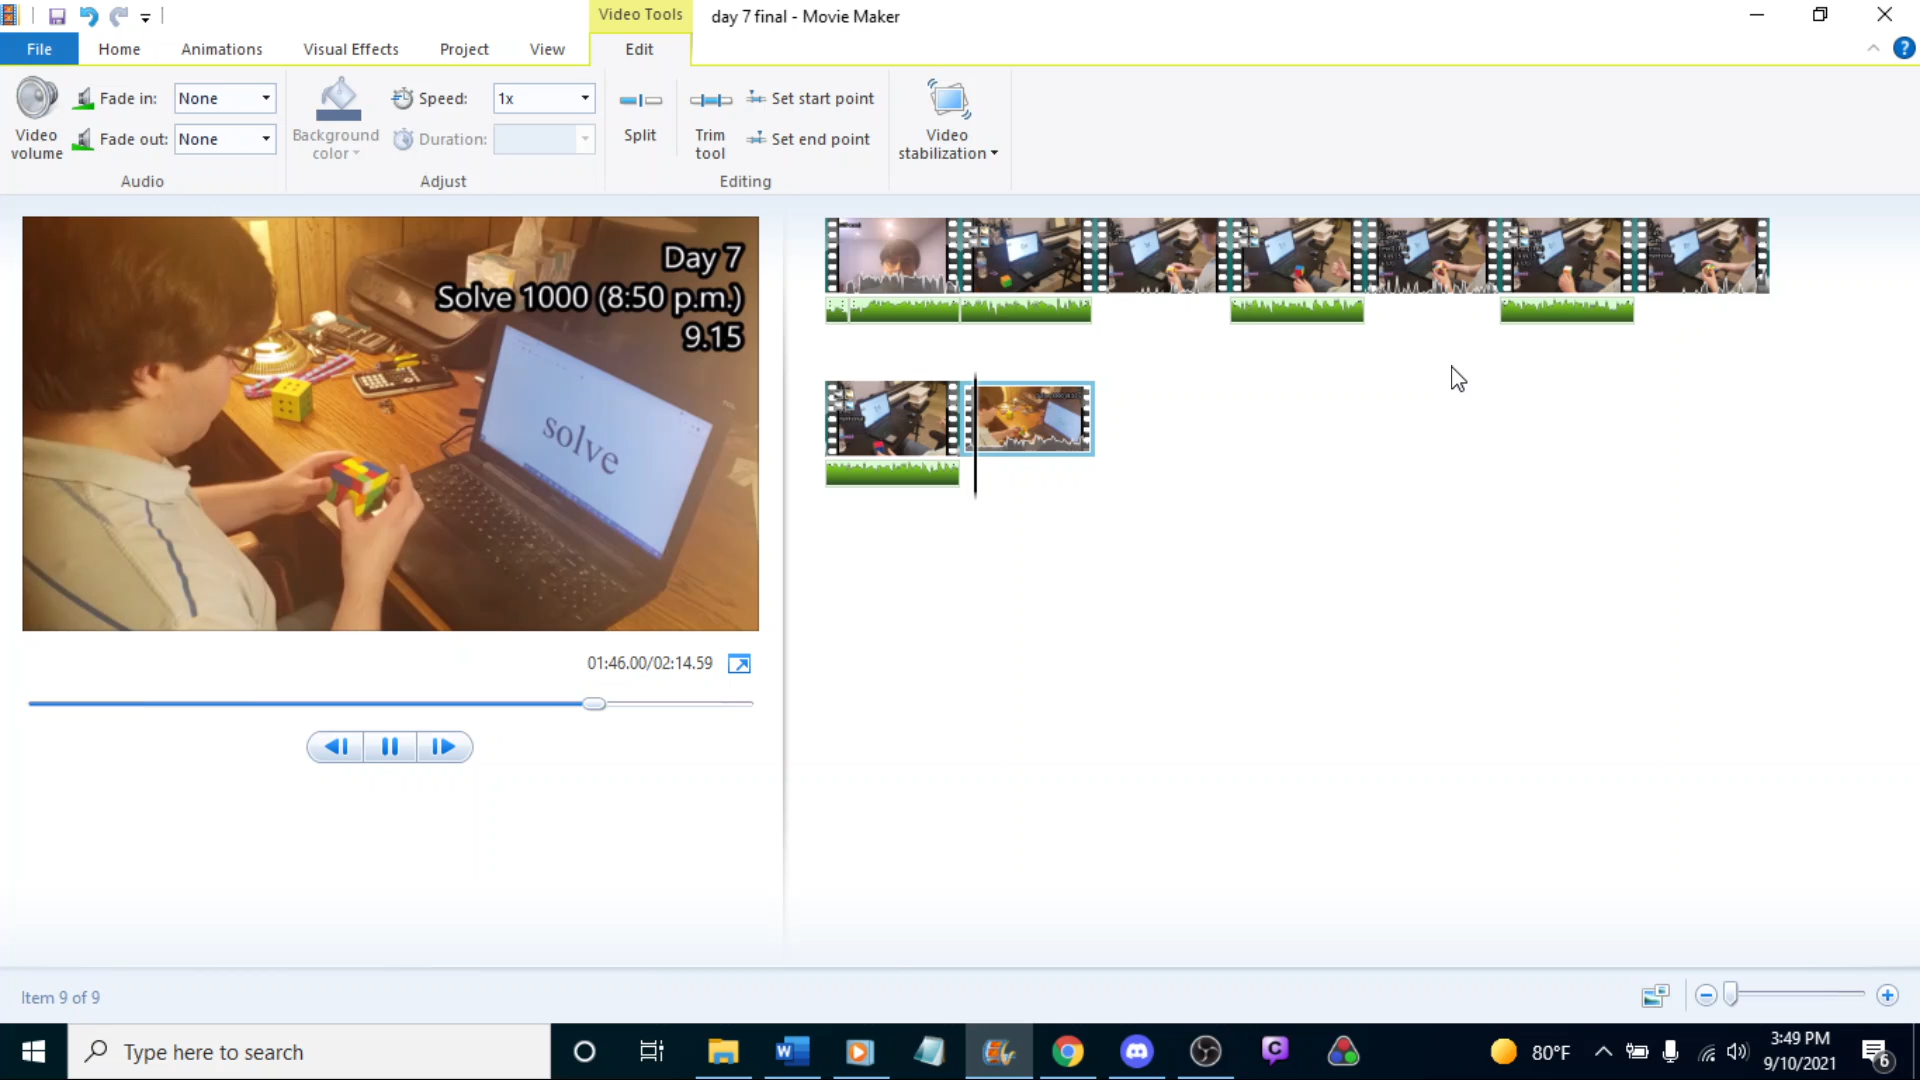 Video Tools
day 7 final - Movie Maker
File
Home
Animations
Visual Effects
Project
View
Edit
Video volume
Fade in:
None
Fade out:
None
Audio
Background color
Speed:
1x
Duration:
Adjust
Split
Trim tool
Set start point
Set end point
Editing
Video stabilization
Day 7
Solve 1000 (8:50 p.m.)
9.15
solve
01:46.00/02:14.59
Item 9 of 9
Type here to search
80°F
3:49 PM
9/10/2021
6